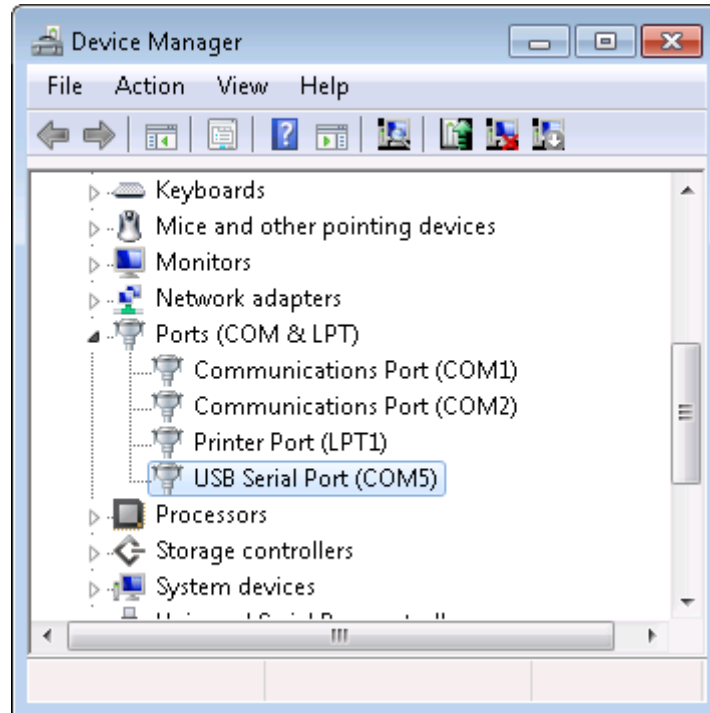 Device Manager
File Action View Help
Keyboards
Mice and other pointing devices
Monitors
Network adapters
Ports (COM & LPT)
Communications Port (COM1)
Communications Port (COM2)
Printer Port (LPT1)
USB Serial Port (COM5)
Processors
Storage controllers
System devices